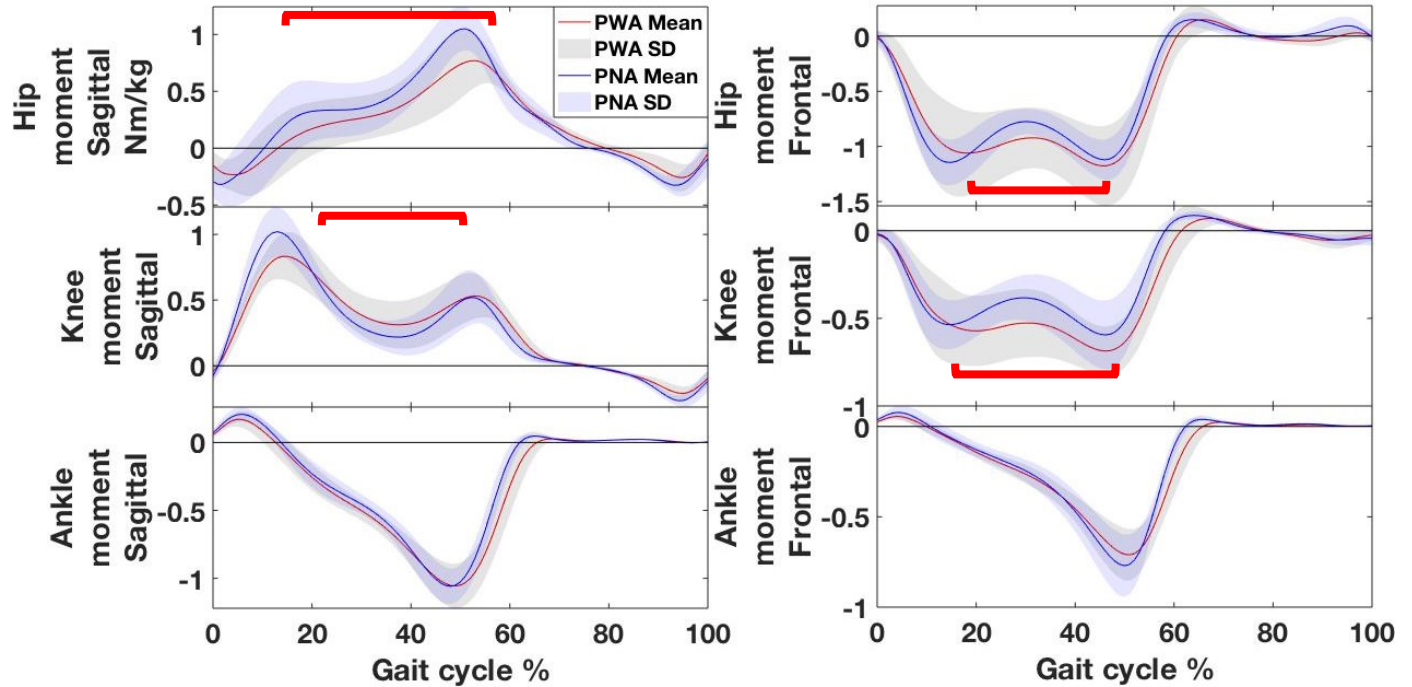 Hip
moment
Sagittal
Nm/kg
1
0.5
0
-0.5
PWA Mean
PWA SD
PNA Mean
PNA SD
Knee
moment
Sagittal
1
0.5
0
Ankle
moment
Sagittal
0
-0.5
-1
0 20 40 60 80 100
Gait cycle %
Hip
moment
Frontal
0
-0.5
-1
-1.5
Knee
moment
Frontal
0
-0.5
-1
Ankle
moment
Frontal
0
-0.5
-1
0 20 40 60 80 100
Gait cycle %